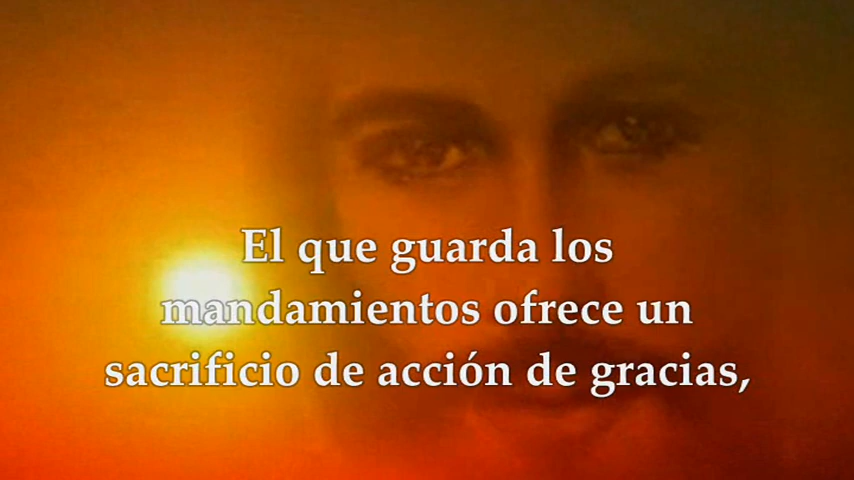 El que guarda los
mandamientos ofrece un
sacrificio de acción de gracias,